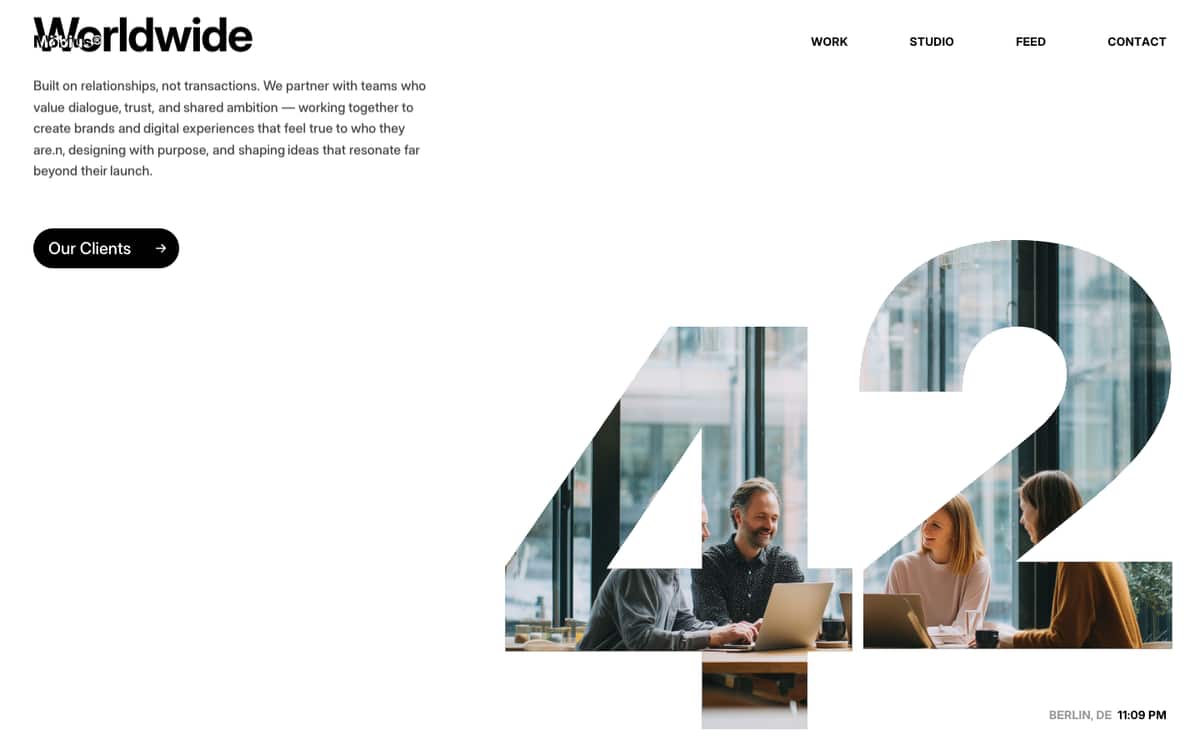 Worldwide
Möbius®
WORK
STUDIO
FEED
CONTACT
Built on relationships, not transactions. We partner with teams who
value dialogue, trust, and shared ambition — working together to
create brands and digital experiences that feel true to who they
are.n, designing with purpose, and shaping ideas that resonate far
beyond their launch.
Our Clients →
42
BERLIN, DE 11:09 PM